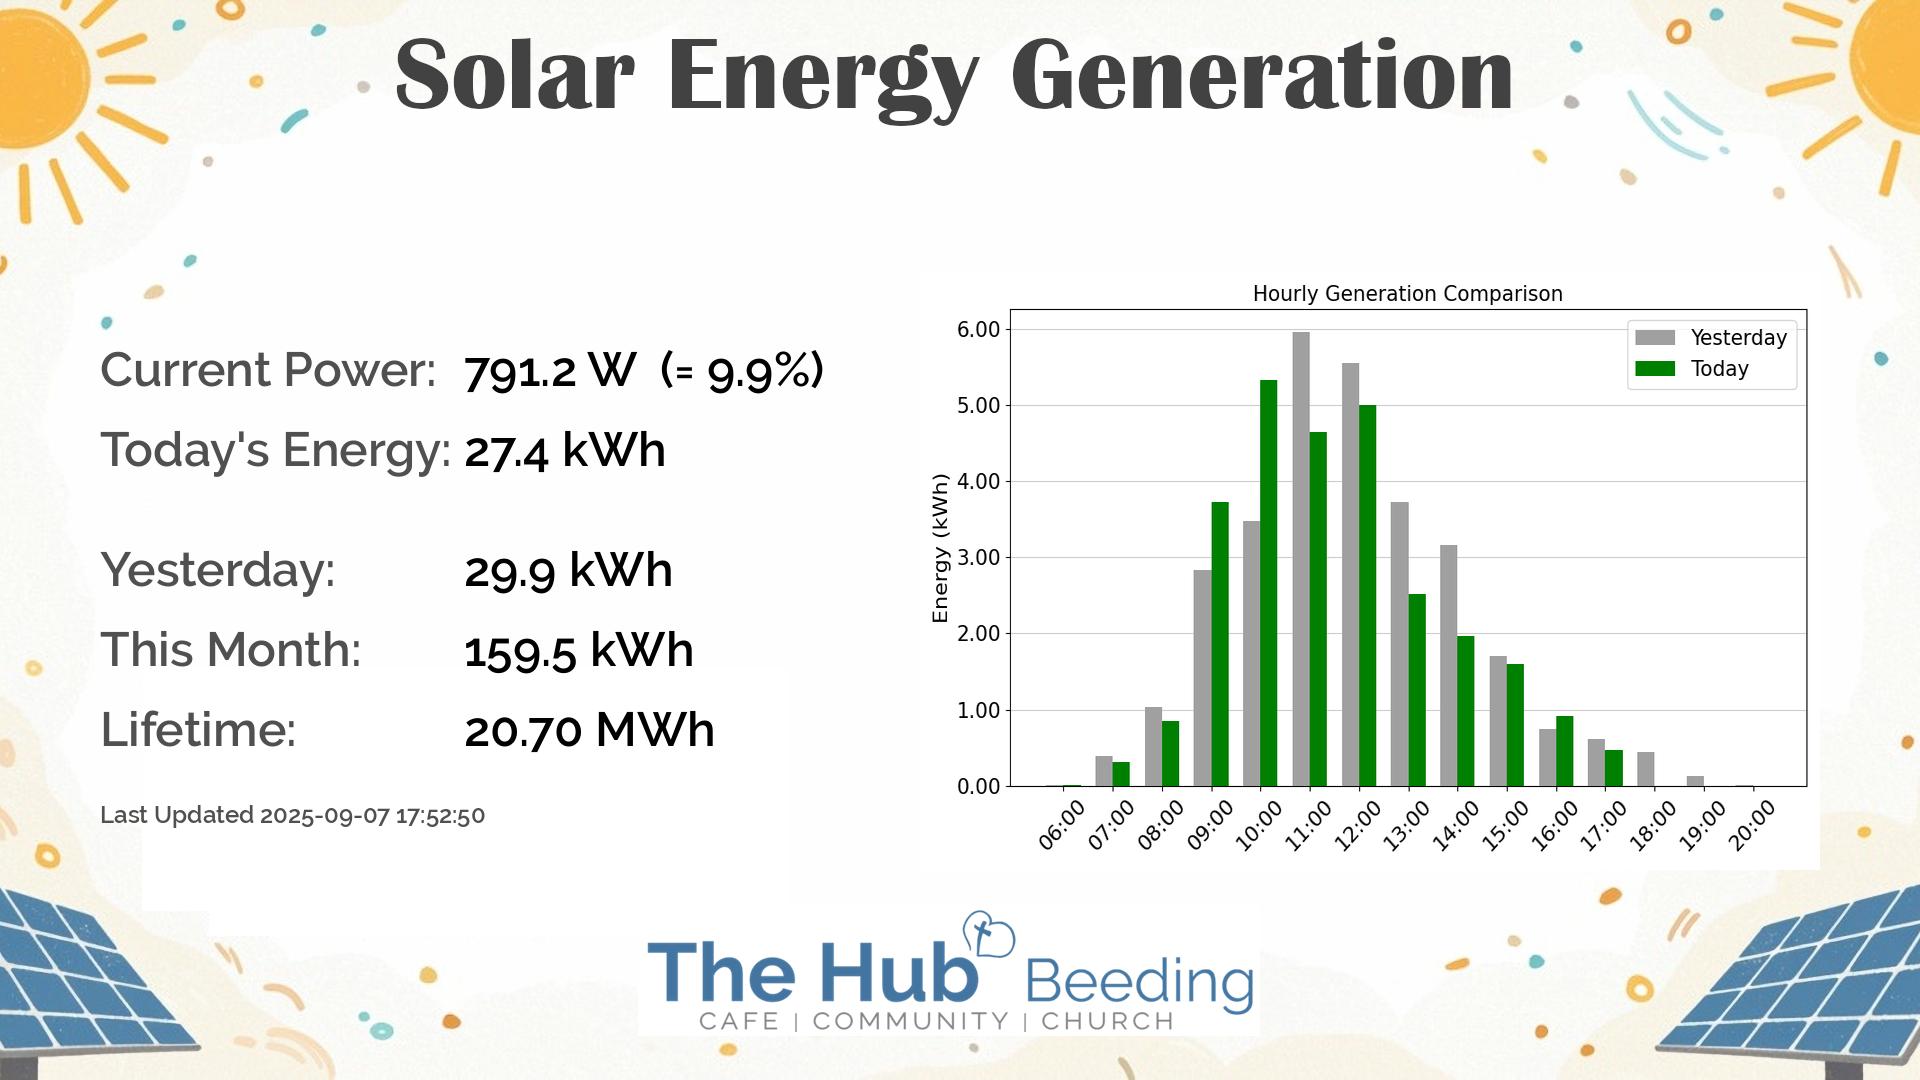 Solar Energy Generation
Current Power: 791.2 W (= 9.9%)
Today's Energy: 27.4 kWh
Yesterday: 29.9 kWh
This Month: 159.5 kWh
Lifetime: 20.70 MWh
Last Updated 2025-09-07 17:52:50
Hourly Generation Comparison
Yesterday
Today
Energy (kWh)
6.00
5.00
4.00
3.00
2.00
1.00
0.00
06:00 07:00 08:00 09:00 10:00 11:00 12:00 13:00 14:00 15:00 16:00 17:00 18:00 19:00 20:00
The Hub Beeding
CAFE | COMMUNITY | CHURCH